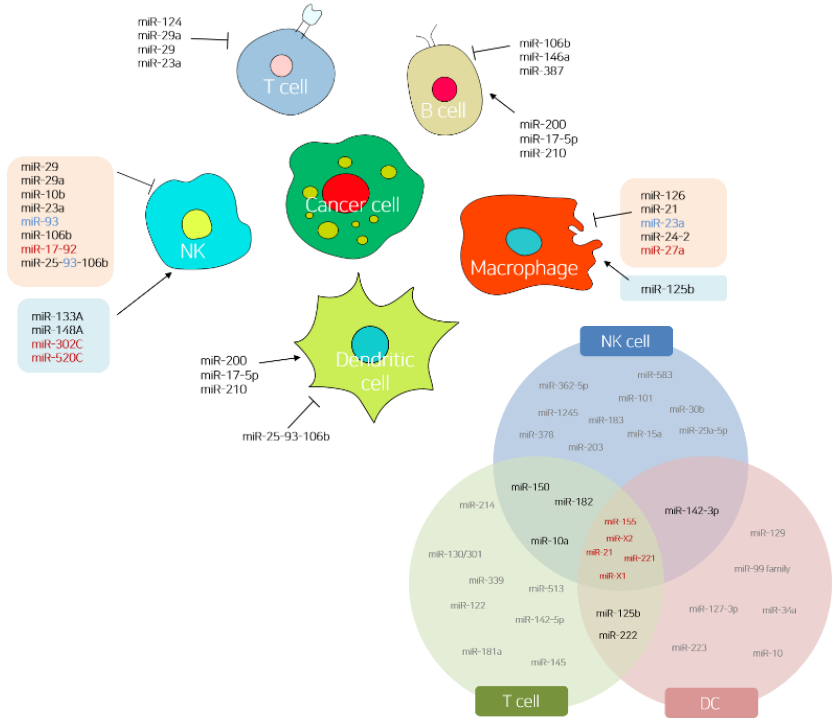 miR-124
miR-29a
miR-29
miR-23a
T cell
B cell
miR-106b
miR-146a
miR-387
miR-200
miR-17-5p
miR-210
miR-29
miR-29a
miR-10b
miR-23a
miR-93
miR-106b
miR-17-92
miR-25-93-106b
NK
Cancer cell
Macrophage
miR-126
miR-21
miR-23a
miR-24-2
miR-27a
miR-125b
miR-133A
miR-148A
miR-302C
miR-520C
miR-200
miR-17-5p
miR-210
Dendritic
cell
miR-25-93-106b
NK cell
miR-583
miR-362-5p
miR-101
miR-30b
miR-1245
miR-183
miR-378
miR-15a
miR-29a-5p
miR-203
miR-150
miR-182
miR-214
miR-142-3p
miR-155
miR-X2
miR-10a
miR-21
miR-221
miR-X1
miR-129
miR-130/301
miR-99 family
miR-339
miR-513
miR-122
miR-125b
miR-127-3p
miR-34a
miR-142-5p
miR-222
miR-181a
miR-145
miR-223
miR-10
T cell
DC